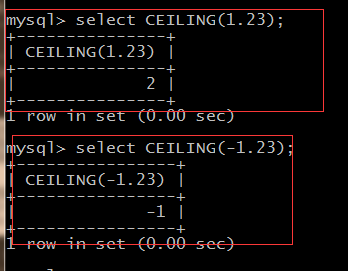 mysql> select CEILING(1.23);
+---------------+
| CEILING(1.23) |
+---------------+
|             2 |
+---------------+
1 row in set (0.00 sec)
mysql> select CEILING(-1.23);
+----------------+
| CEILING(-1.23) |
+----------------+
|             -1 |
+----------------+
1 row in set (0.00 sec)